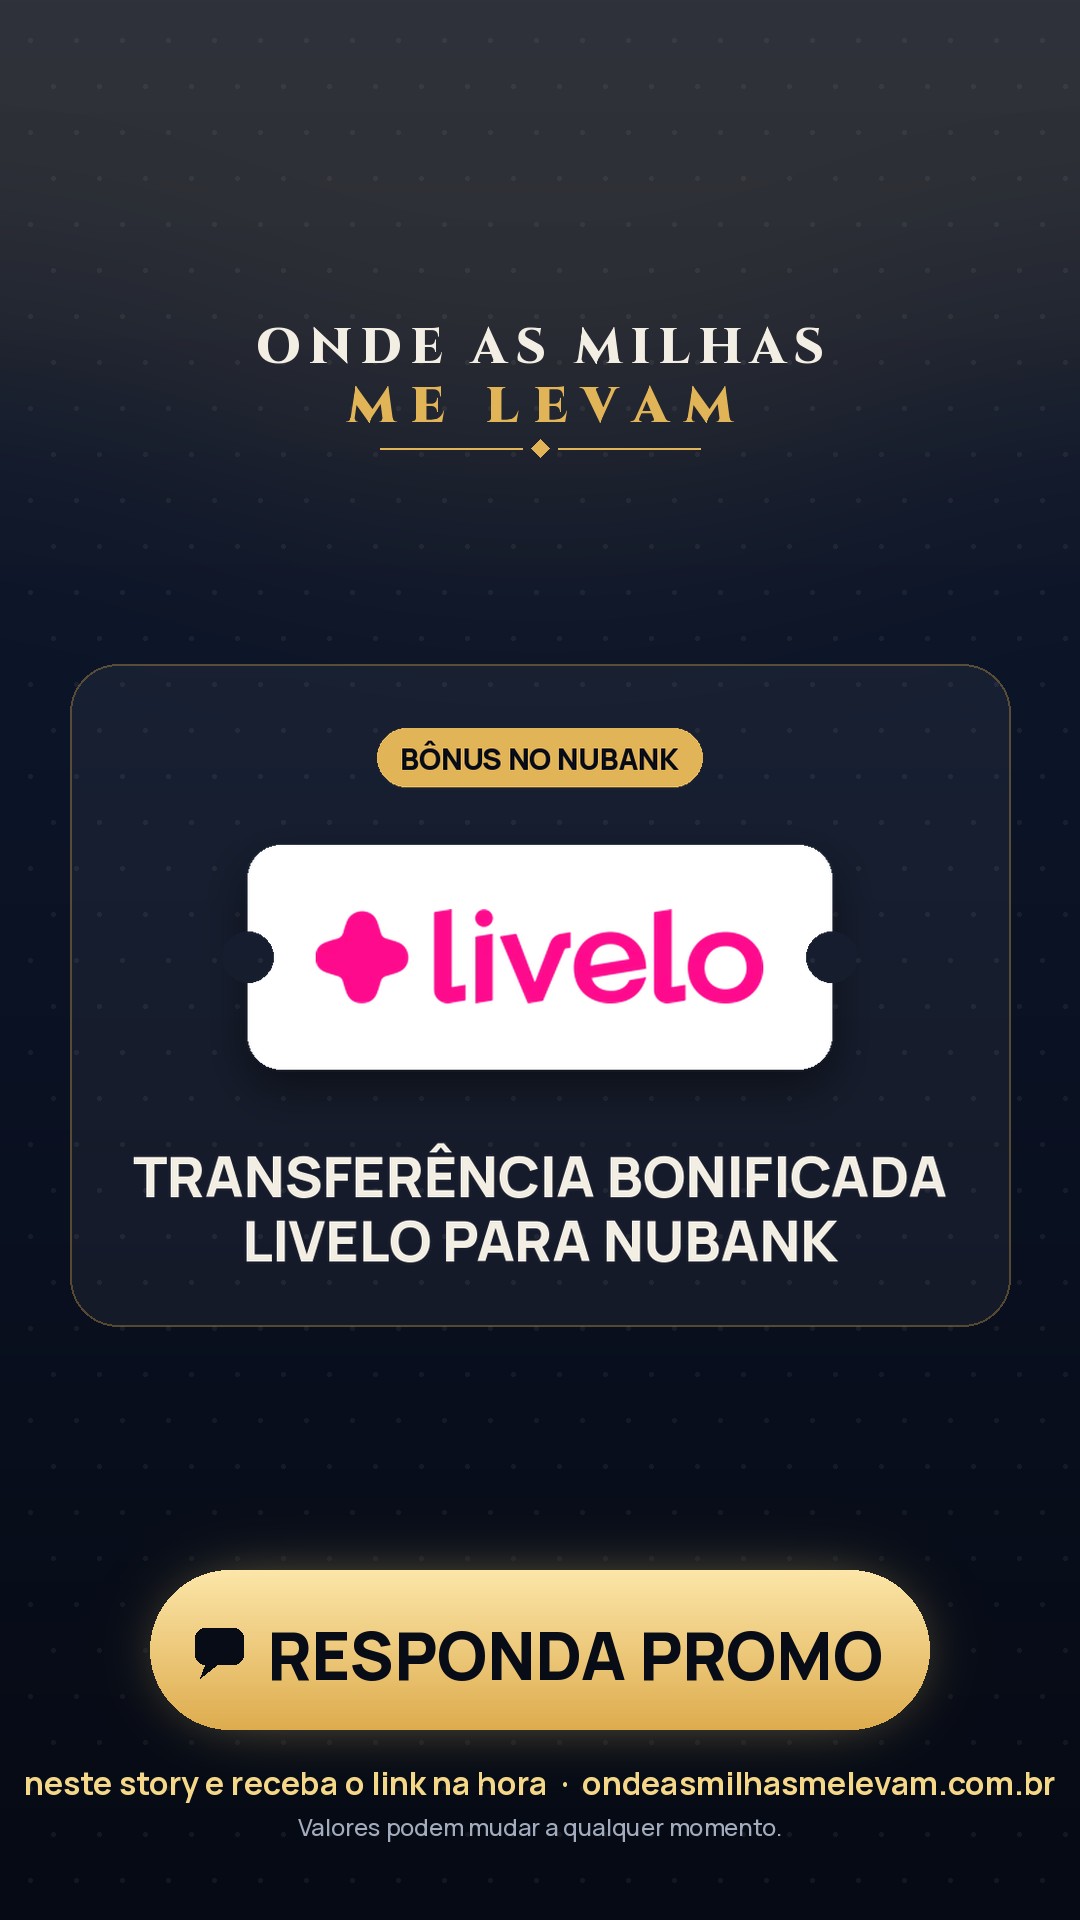 ONDE AS MILHAS
ME LEVAM
BÔNUS NO NUBANK
livelo
TRANSFERÊNCIA BONIFICADA
LIVELO PARA NUBANK
RESPONDA PROMO
neste story e receba o link na hora · ondeasmilhasmelevam.com.br
Valores podem mudar a qualquer momento.